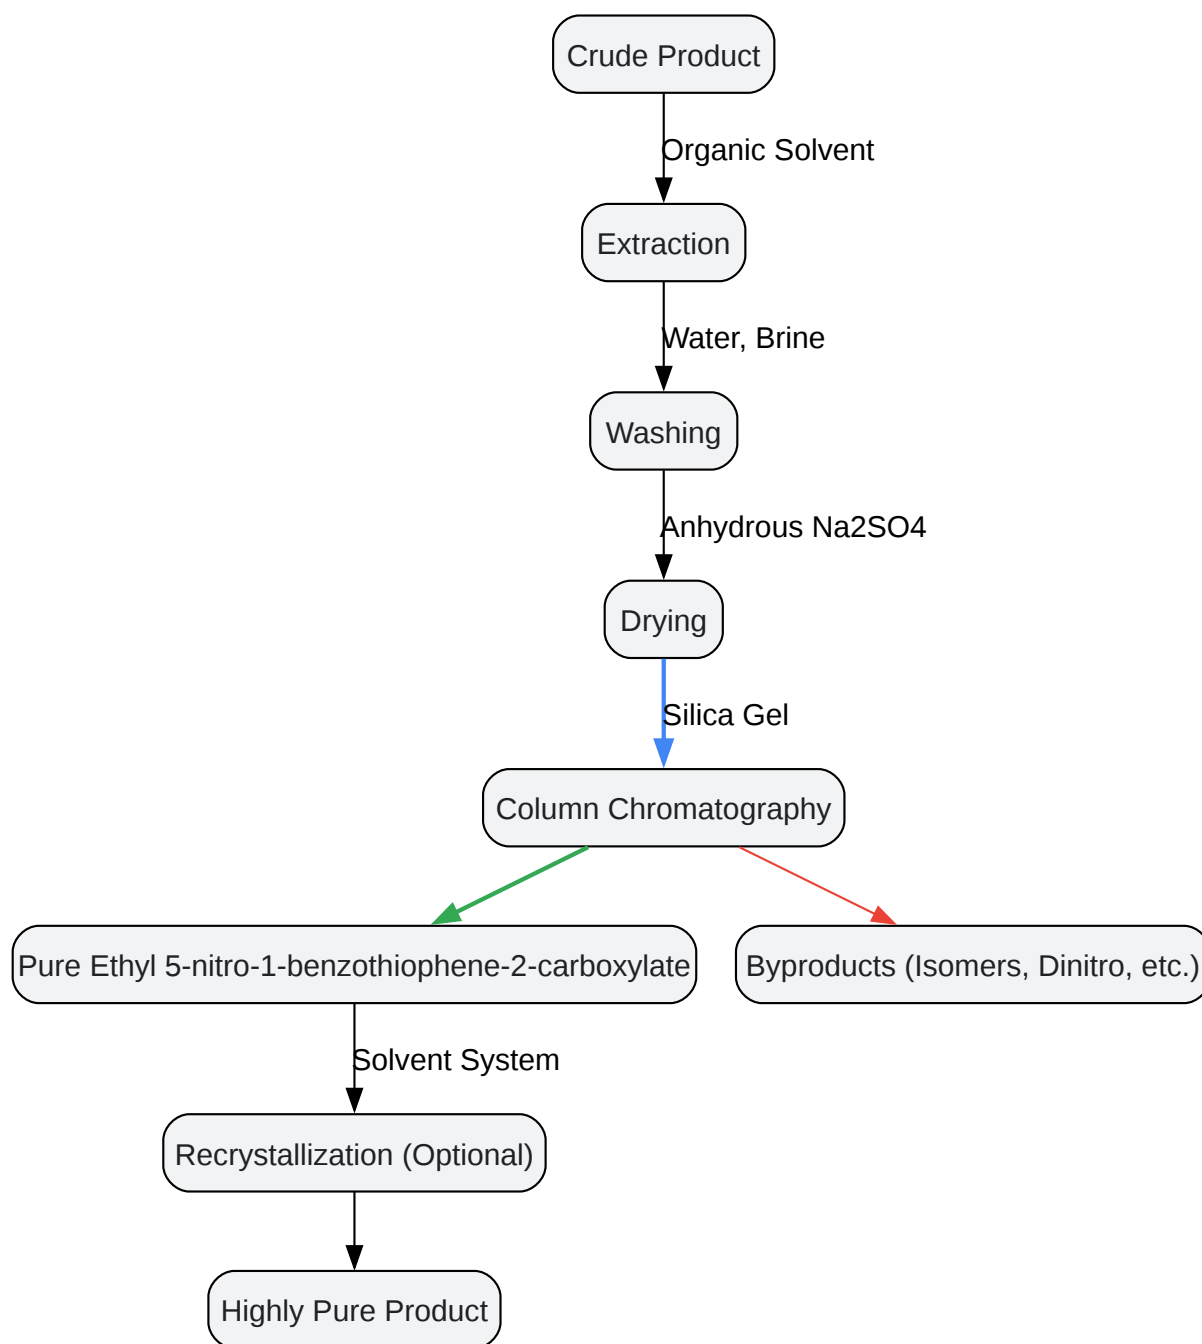 Crude Product
Organic Solvent
Extraction
Water, Brine
Washing
Anhydrous Na2SO4
Drying
Silica Gel
Column Chromatography
Pure Ethyl 5-nitro-1-benzothiophene-2-carboxylate
Byproducts (Isomers, Dinitro, etc.)
Solvent System
Recrystallization (Optional)
Highly Pure Product